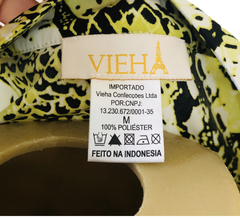 VIEHA
IMPORTADO
Vieha Confecções Ltda
POR:CNPJ:
13.230.672/0001-35
M
100% POLIÉSTER
FEITO NA INDONESIA